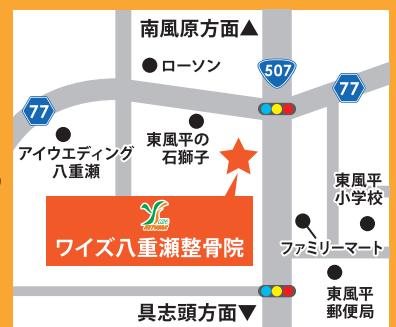 南風原方面▲
ローソン
507
77
77
アイウエディング
八重瀬
東風平の
石獅子
東風平
小学校
ワイズ八重瀬整骨院
ファミリーマート
東風平
郵便局
具志頭方面▼